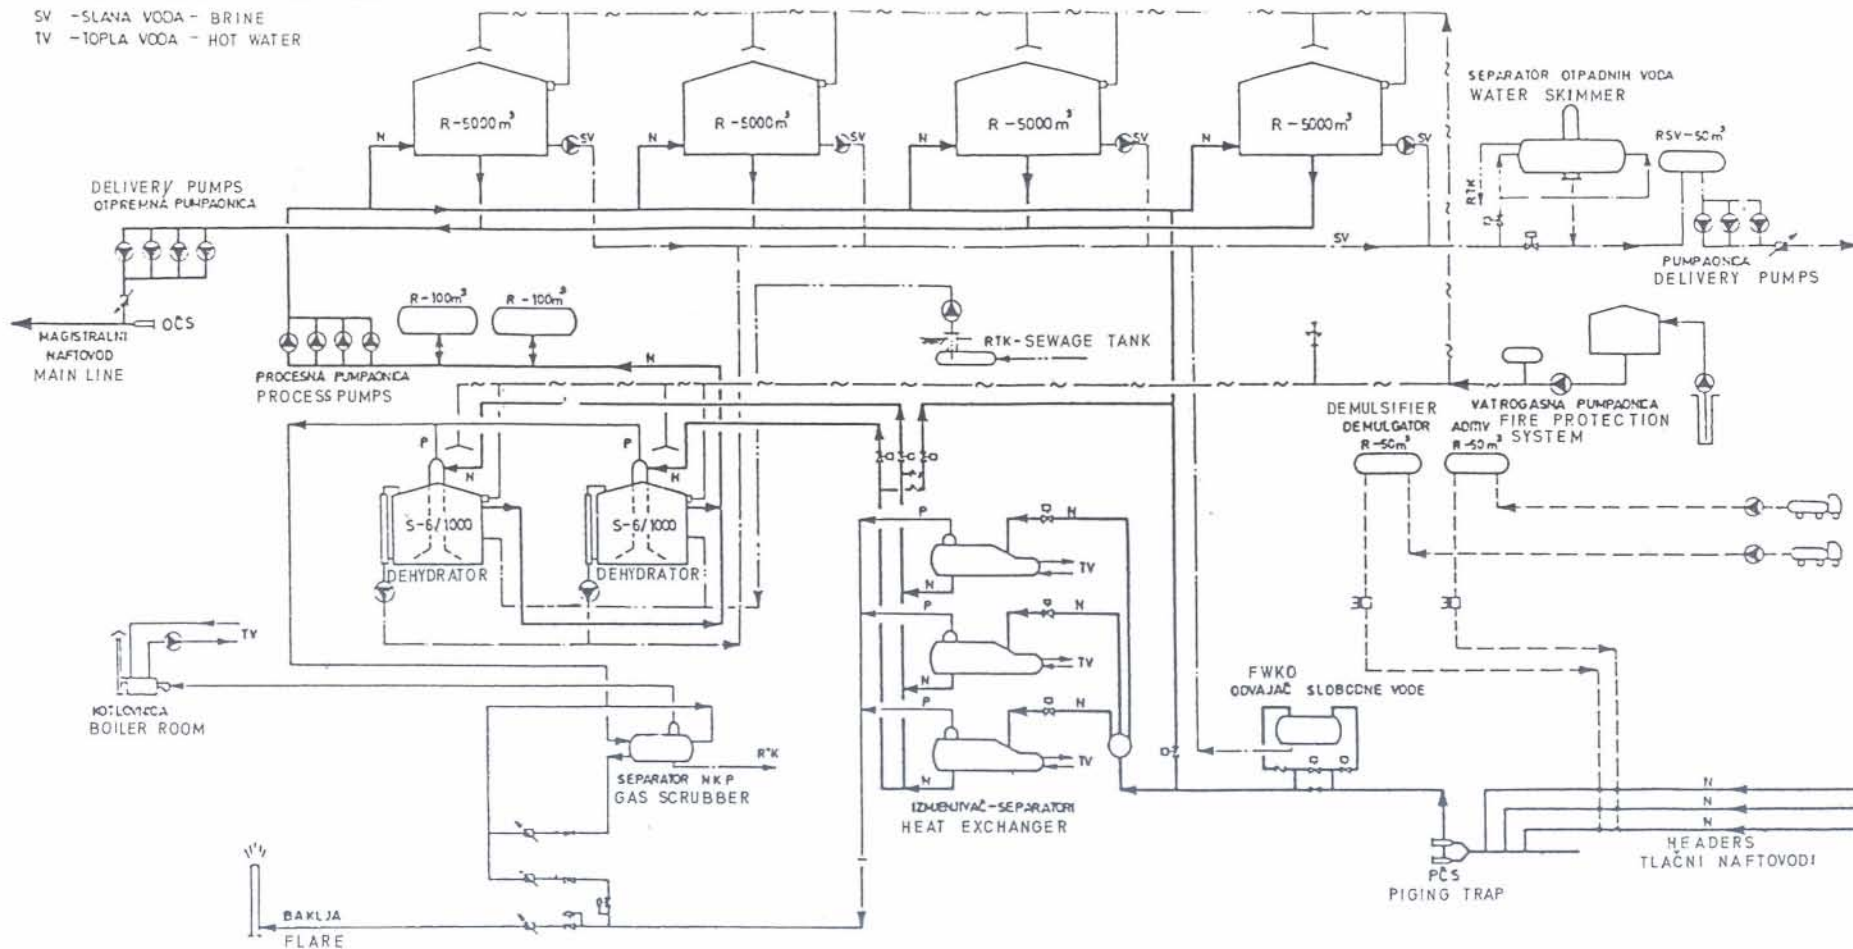 SV - SLANA VODA - BRINE
TV - TOPLA VODA - HOT WATER
R-5000m³
R-5000m³
R-5000m³
R-5000m³
N
SV
N
SV
N
SV
N
SV
SEPARATOR OTPADNIH VODA
WATER SKIMMER
RSV-50m³
RTK
DELIVERY PUMPS
OTPREMNA PUMPAONICA
SV
PUMPAONICA
DELIVERY PUMPS
R-100m³
R-100m³
OČS
MAGISTRALNI
NAFTOVOD
MAIN LINE
PROCESNA PUMPAONICA
PROCESS PUMPS
N
RTK-SEWAGE TANK
VATROGASNA PUMPAONICA
FIRE PROTECTION
SYSTEM
DEMULSIFIER
DEMULGATOR
R-50m³
ADITIV
R-50m³
P
N
P
N
S-6/1000
S-6/1000
DEHYDRATOR
DEHYDRATOR
P
N
TV
N
P
N
TV
N
P
N
TV
N
TV
KOTLOVNICA
BOILER ROOM
FWKO
ODVAJAČ SLOBODNE VODE
RTK
SEPARATOR NKP
GAS SCRUBBER
IZMJENJIVAČ-SEPARATORI
HEAT EXCHANGER
N
N
N
HEADERS
TLAČNI NAFTOVODI
PČS
PIGING TRAP
BAKLJA
FLARE